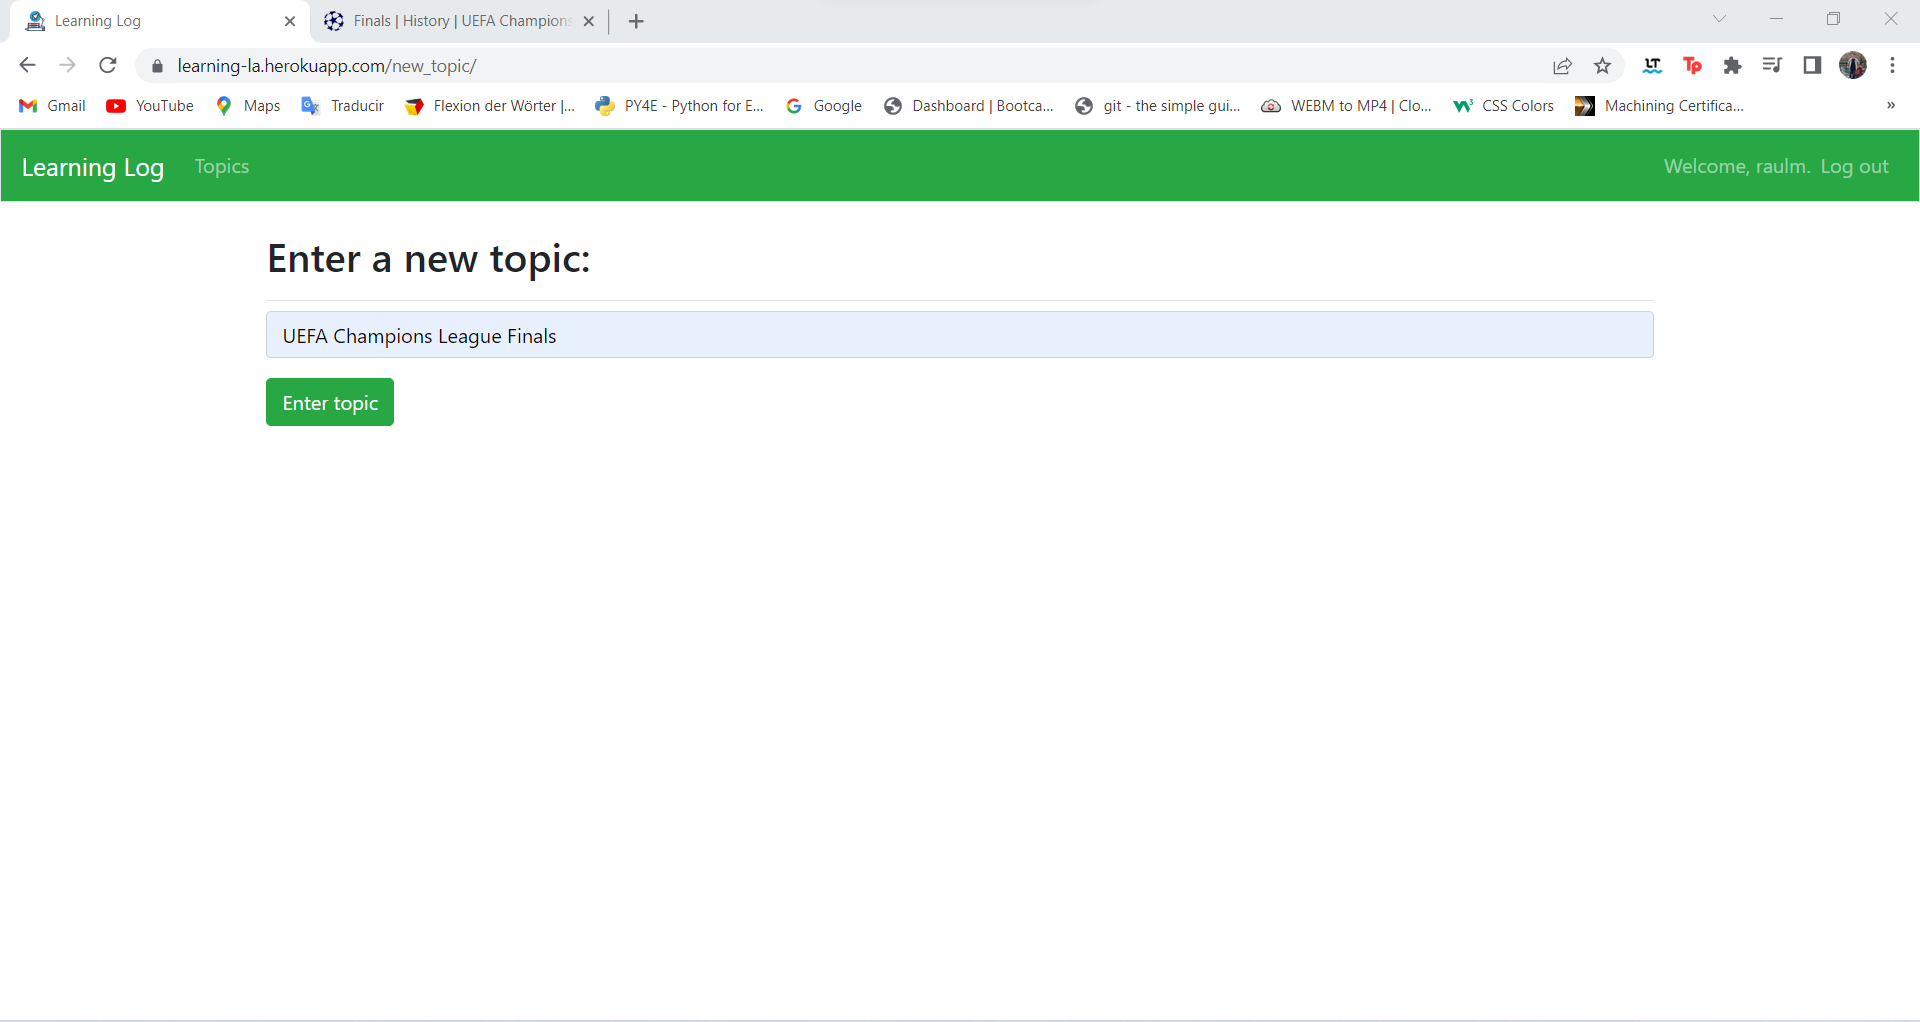 Learning Log
Finals | History | UEFA Champions
learning-la.herokuapp.com/new_topic/
LT
Tp
Gmail YouTube Maps Traducir Flexion der Wörter |... PY4E - Python for E... Google Dashboard | Bootca... git - the simple gui... WEBM to MP4 | Clo... CSS Colors Machining Certifica... »
Learning Log Topics Welcome, raulm. Log out
Enter a new topic:
UEFA Champions League Finals
Enter topic